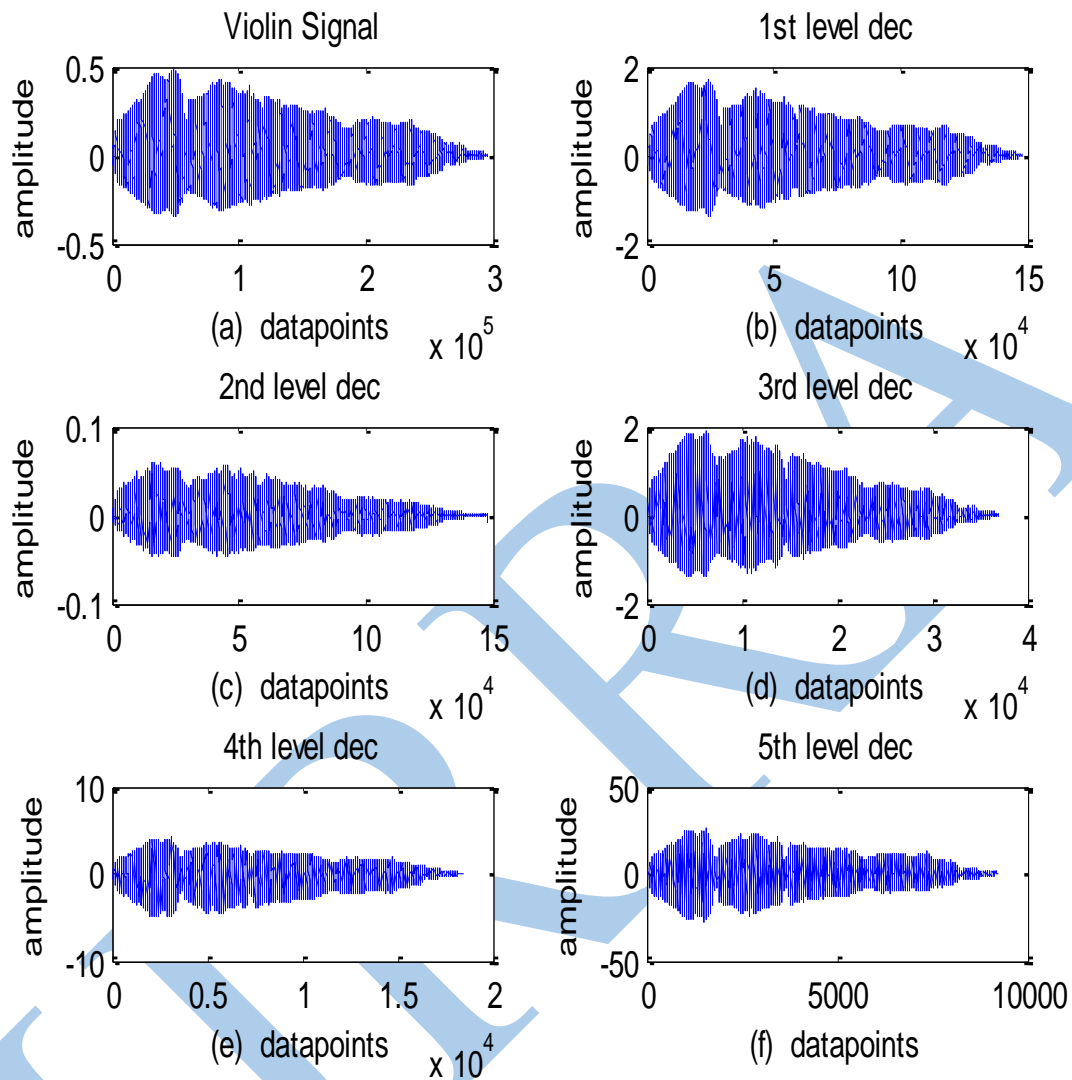 Violin Signal
0.5
0
-0.5
amplitude
0 1 2 3
(a) datapoints
x 10^5
1st level dec
2
0
-2
amplitude
0 5 10 15
(b) datapoints
x 10^4
2nd level dec
0.1
0
-0.1
amplitude
0 5 10 15
(c) datapoints
x 10^4
3rd level dec
2
0
-2
amplitude
0 1 2 3 4
(d) datapoints
x 10^4
4th level dec
10
0
-10
amplitude
0 0.5 1 1.5 2
(e) datapoints
x 10^4
5th level dec
50
0
-50
amplitude
0 5000 10000
(f) datapoints